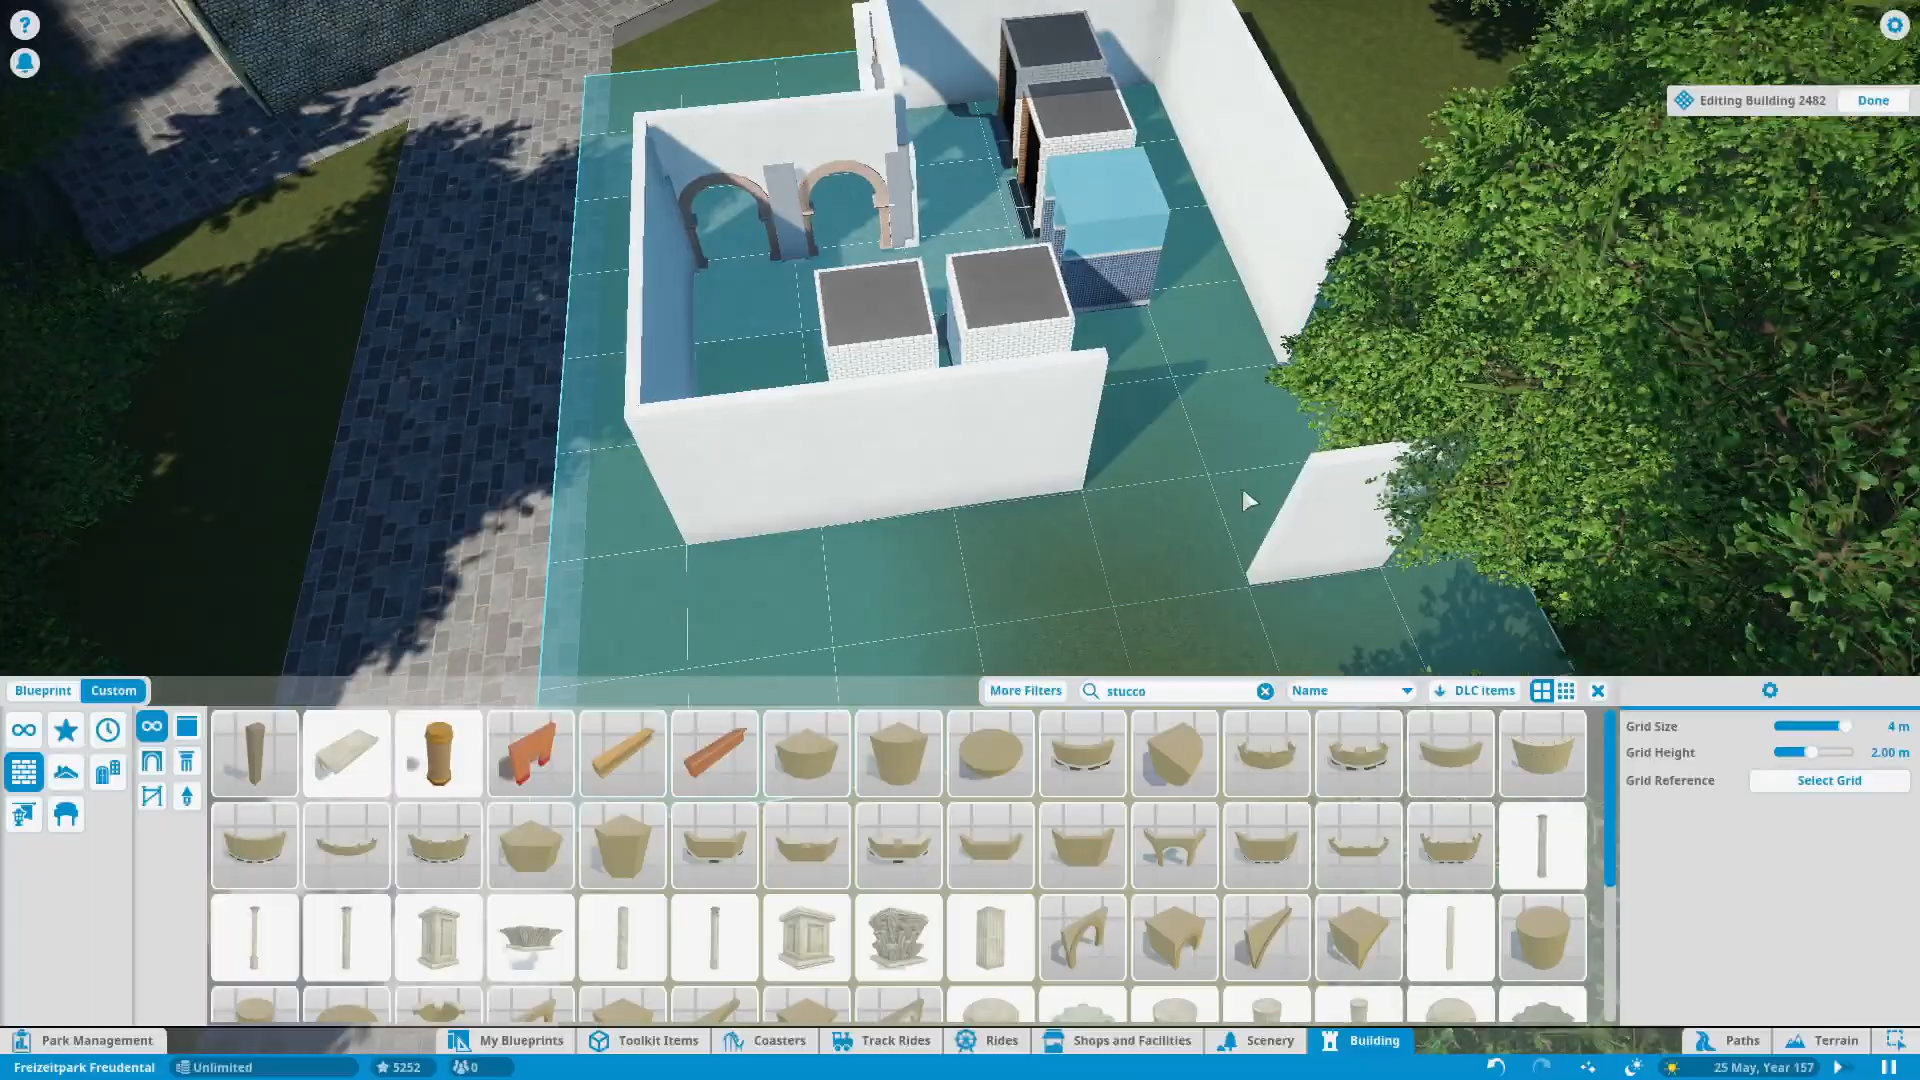 ?
Editing Building 2482
Done
Blueprint
Custom
More Filters
stucco
Name
DLC items
Grid Size
4 m
Grid Height
2.00 m
Grid Reference
Select Grid
Park Management
My Blueprints
Toolkit Items
Coasters
Track Rides
Rides
Shops and Facilities
Scenery
Building
Paths
Terrain
Freizeitpark Freudental
Unlimited
5252
0
25 May, Year 157